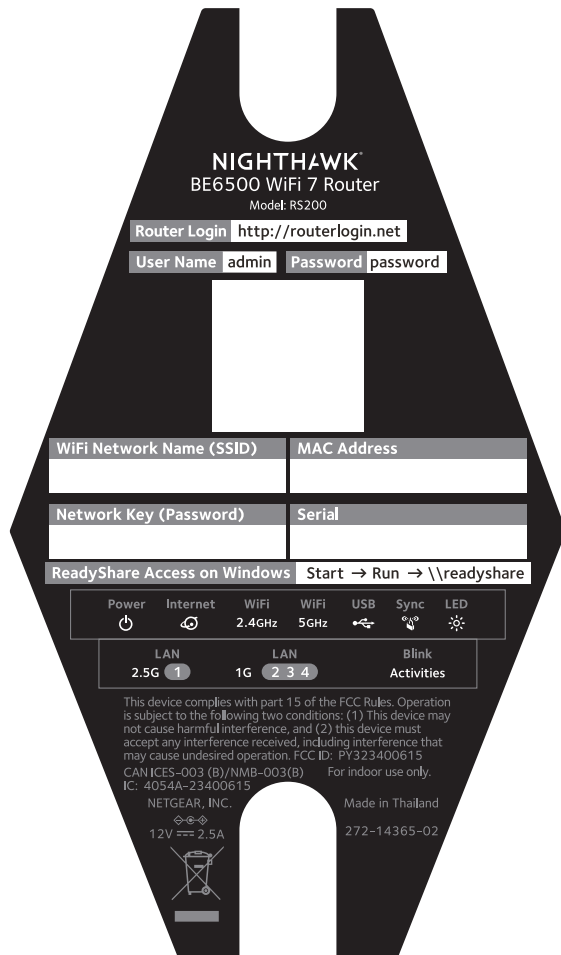 NIGHTHAWK®
BE6500 WiFi 7 Router
Model: RS200
Router Login http://routerlogin.net
User Name admin Password password
WiFi Network Name (SSID) MAC Address
Network Key (Password) Serial
ReadyShare Access on Windows Start → Run → \\readyshare
Power Internet WiFi WiFi USB Sync LED
2.4GHz 5GHz
LAN LAN Blink
2.5G 1 1G 2 3 4 Activities
This device complies with part 15 of the FCC Rules. Operation
is subject to the following two conditions: (1) This device may
not cause harmful interference, and (2) this device must
accept any interference received, including interference that
may cause undesired operation. FCC ID: PY323400615
CAN ICES-003 (B)/NMB-003(B) For indoor use only.
IC: 4054A-23400615
NETGEAR, INC. Made in Thailand
12V ⎓ 2.5A 272-14365-02